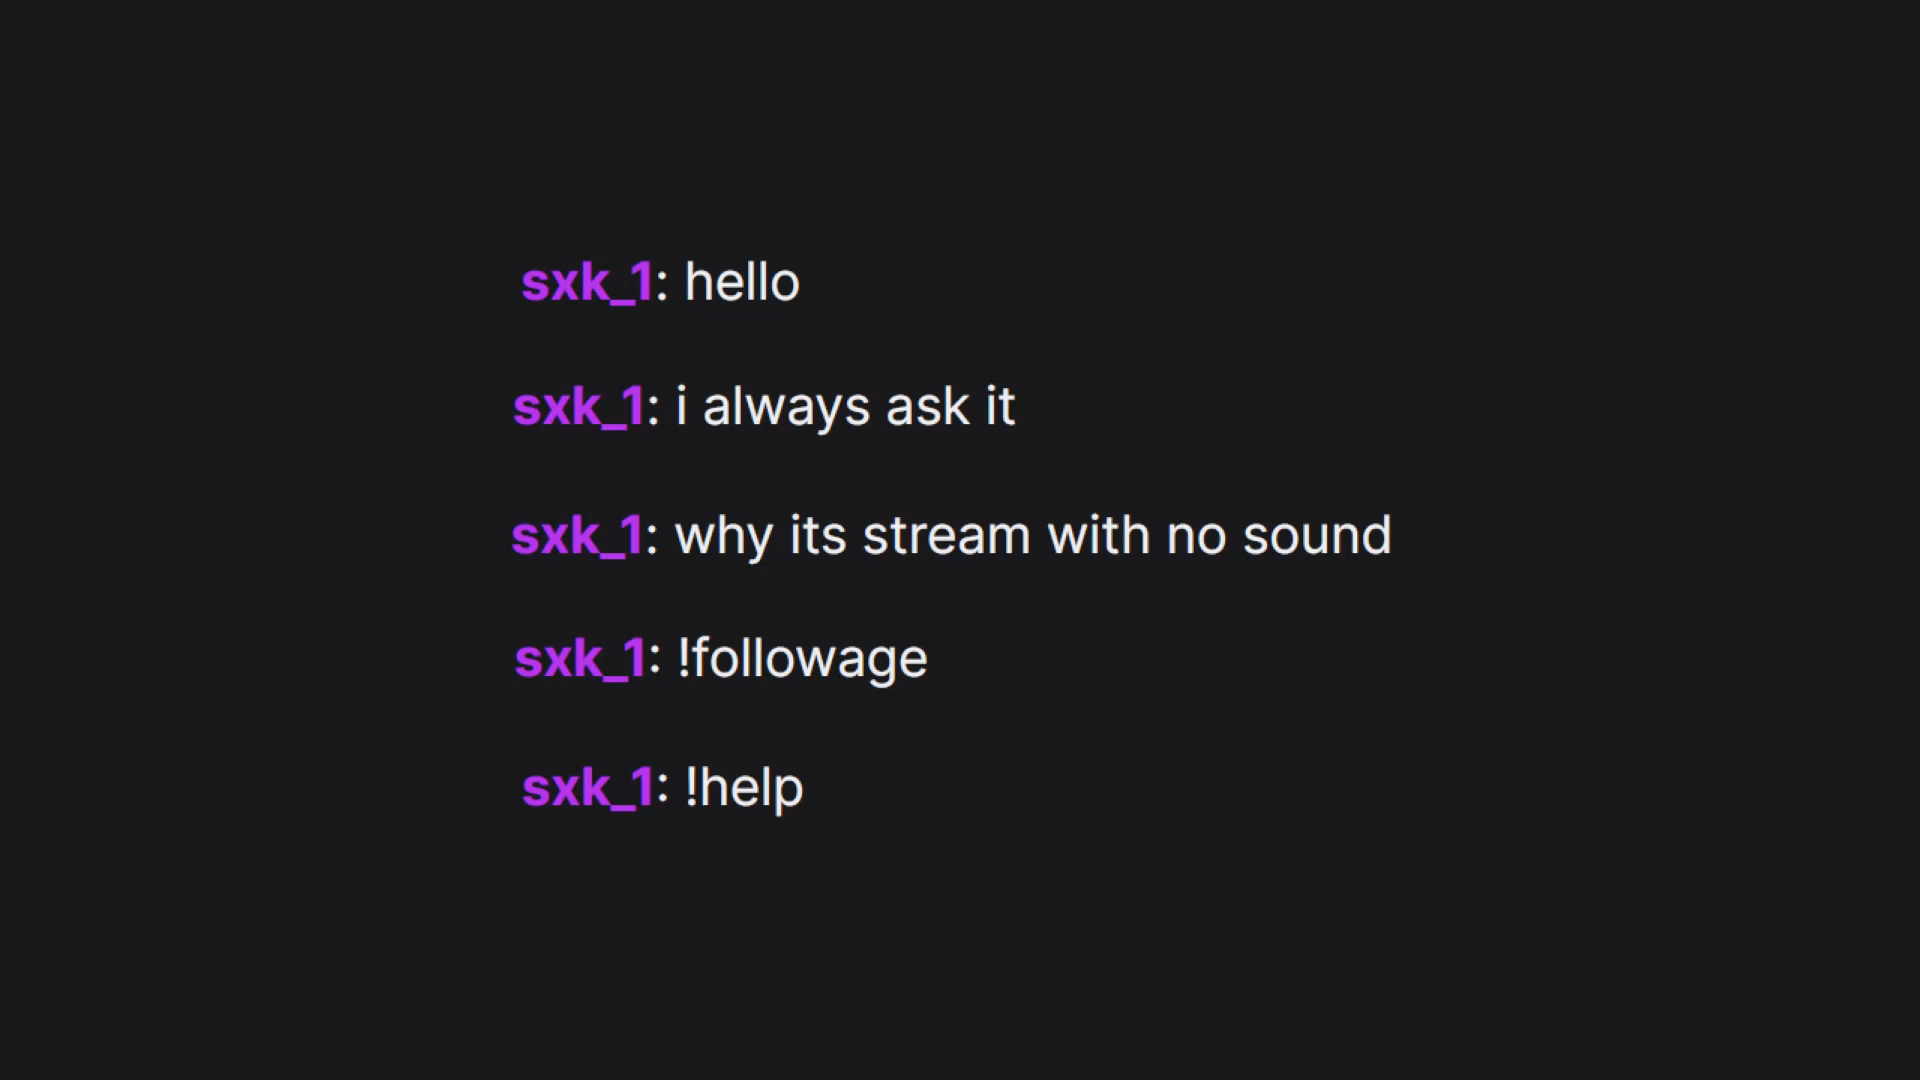 sxk_1: hello
sxk_1: i always ask it
sxk_1: why its stream with no sound
sxk_1: !followage
sxk_1: !help